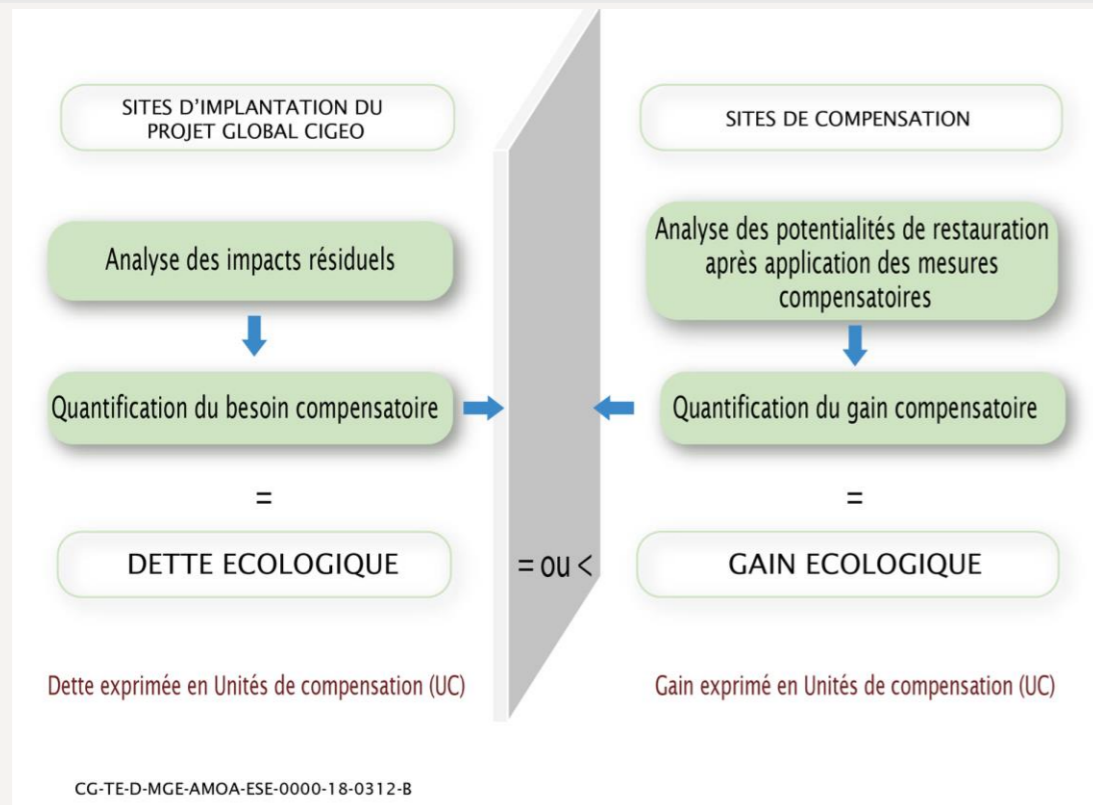 SITES D'IMPLANTATION DU
PROJET GLOBAL CIGEO
Analyse des impacts résiduels
Quantification du besoin compensatoire
=
DETTE ECOLOGIQUE
Dette exprimée en Unités de compensation (UC)
= ou <
SITES DE COMPENSATION
Analyse des potentialités de restauration
après application des mesures
compensatoires
Quantification du gain compensatoire
=
GAIN ECOLOGIQUE
Gain exprimé en Unités de compensation (UC)
CG-TE-D-MGE-AMOA-ESE-0000-18-0312-B